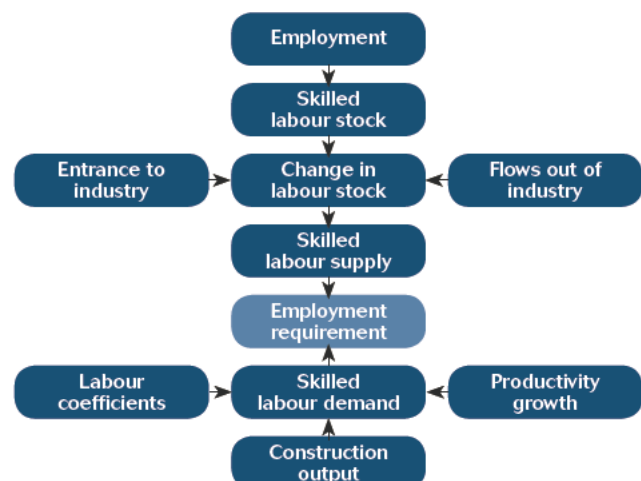 Employment
Skilled
labour stock
Entrance to
industry
Change in
labour stock
Flows out of
industry
Skilled
labour supply
Employment
requirement
Labour
coefficients
Skilled
labour demand
Productivity
growth
Construction
output